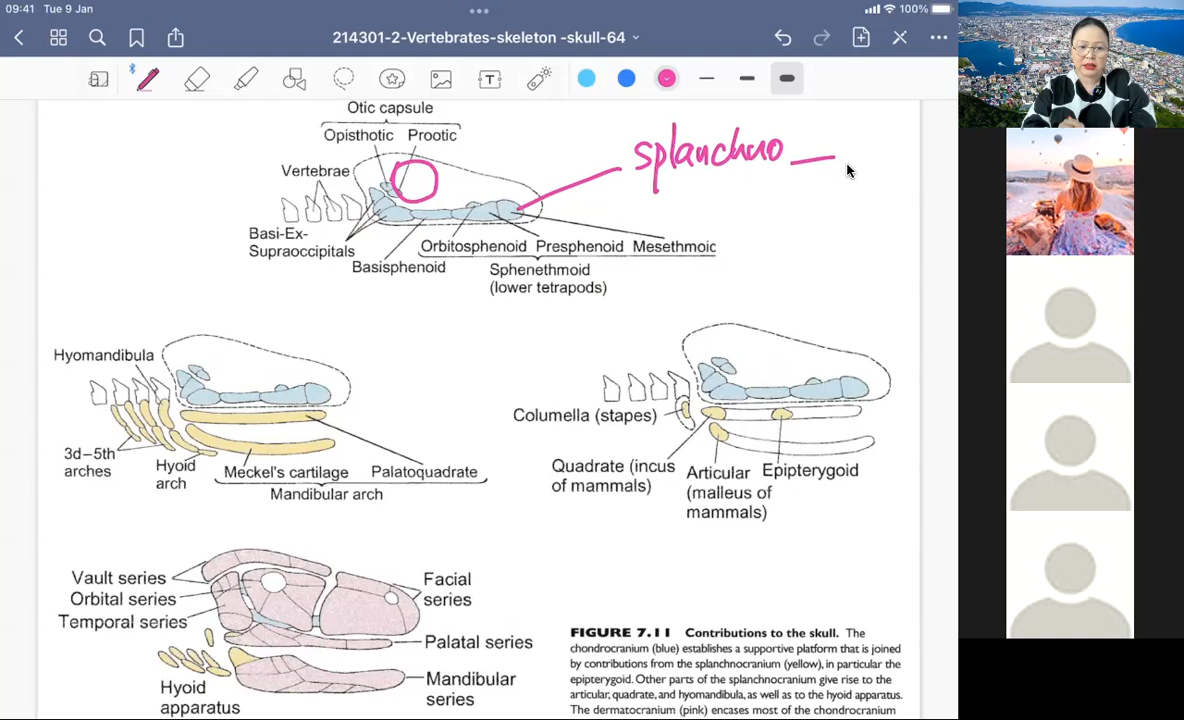 09:41 Tue 9 Jan
100%
214301-2-Vertebrates-skeleton -skull-64
Otic capsule
Opisthotic Prootic
splanchno
Vertebrae
Basi-Ex-
Supraoccipitals
Orbitosphenoid Presphenoid Mesethmoic
Basisphenoid
Sphenethmoid
(lower tetrapods)
Hyomandibula
3d–5th
arches
Hyoid
arch
Meckel's cartilage
Palatoquadrate
Mandibular arch
Columella (stapes)
Quadrate (incus
of mammals)
Articular
(malleus of
mammals)
Epipterygoid
Vault series
Orbital series
Temporal series
Facial
series
Palatal series
Mandibular
series
Hyoid
apparatus
FIGURE 7.11 Contributions to the skull. The
chondrocranium (blue) establishes a supportive platform that is joined
by contributions from the splanchnocranium (yellow), in particular the
epipterygoid. Other parts of the splanchnocranium give rise to the
articular, quadrate, and hyomandibula, as well as to the hyoid apparatus.
The dermatocranium (pink) encases most of the chondrocranium